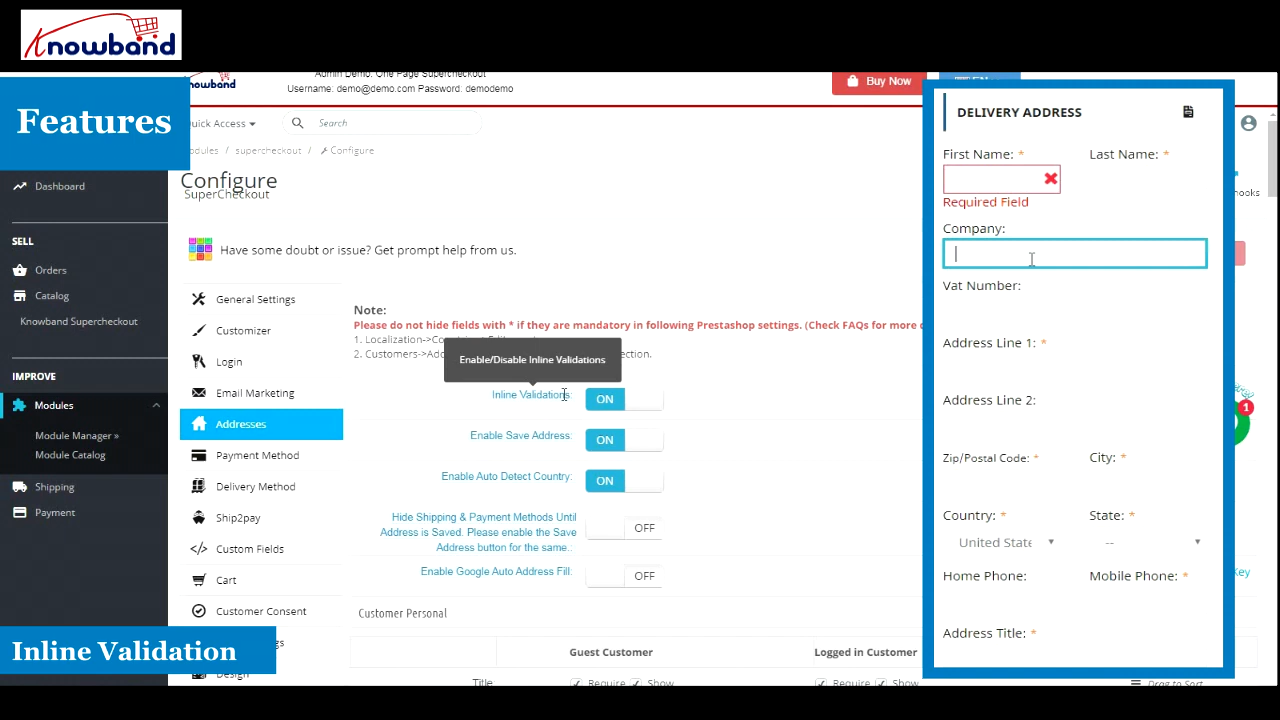 Knowband
Admin Demo: One Page Supercheckout
Username: demo@demo.com Password: demodemo
Buy Now
Features
uick Access
Search
odules / supercheckout / Configure
Configure
SuperCheckout
Have some doubt or issue? Get prompt help from us.
Dashboard
SELL
Orders
Catalog
Knowband Supercheckout
IMPROVE
Modules
Module Manager »
Module Catalog
Shipping
Payment
General Settings
Customizer
Login
Email Marketing
Addresses
Payment Method
Delivery Method
Ship2pay
Custom Fields
Cart
Customer Consent
Design
Note:
Please do not hide fields with * if they are mandatory in following Prestashop settings. (Check FAQs for more
1. Localization->
2. Customers->
Enable/Disable Inline Validations
Inline Validations:
ON
Enable Save Address:
ON
Enable Auto Detect Country:
ON
Hide Shipping & Payment Methods Until
Address is Saved. Please enable the Save
Address button for the same..
OFF
Enable Google Auto Address Fill:
OFF
Customer Personal
Guest Customer
Logged in Customer
Title
Require Show
Require Show
Drag to Sort
DELIVERY ADDRESS
First Name: *
Last Name: *
Required Field
Company:
Vat Number:
Address Line 1: *
Address Line 2:
Zip/Postal Code: *
City: *
Country: *
State: *
United State
--
Home Phone:
Mobile Phone: *
Address Title: *
ooks
1
Key
Inline Validation